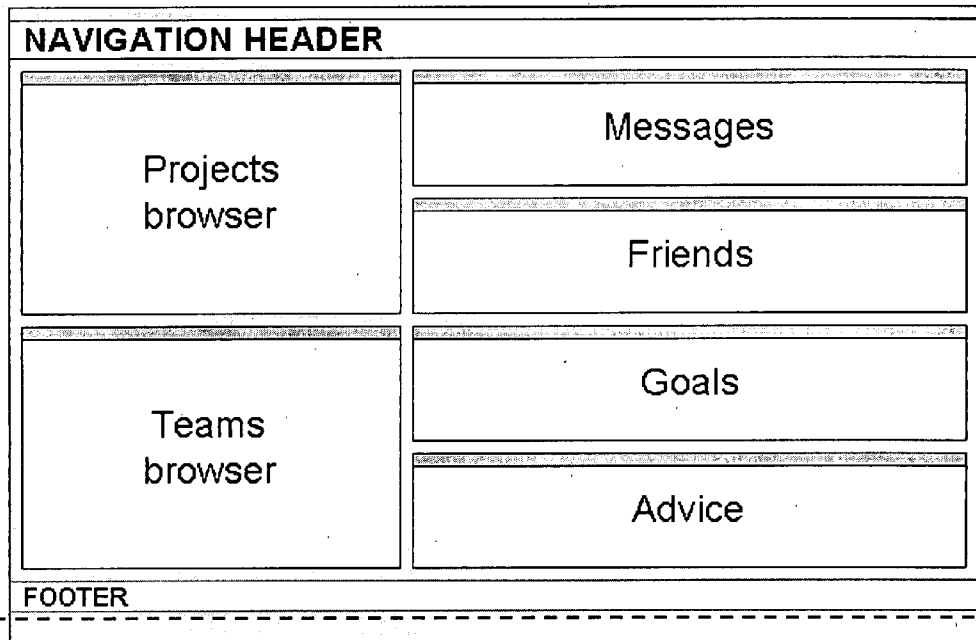 NAVIGATION HEADER
Projects
browser
Messages
Friends
Teams
browser
Goals
Advice
FOOTER